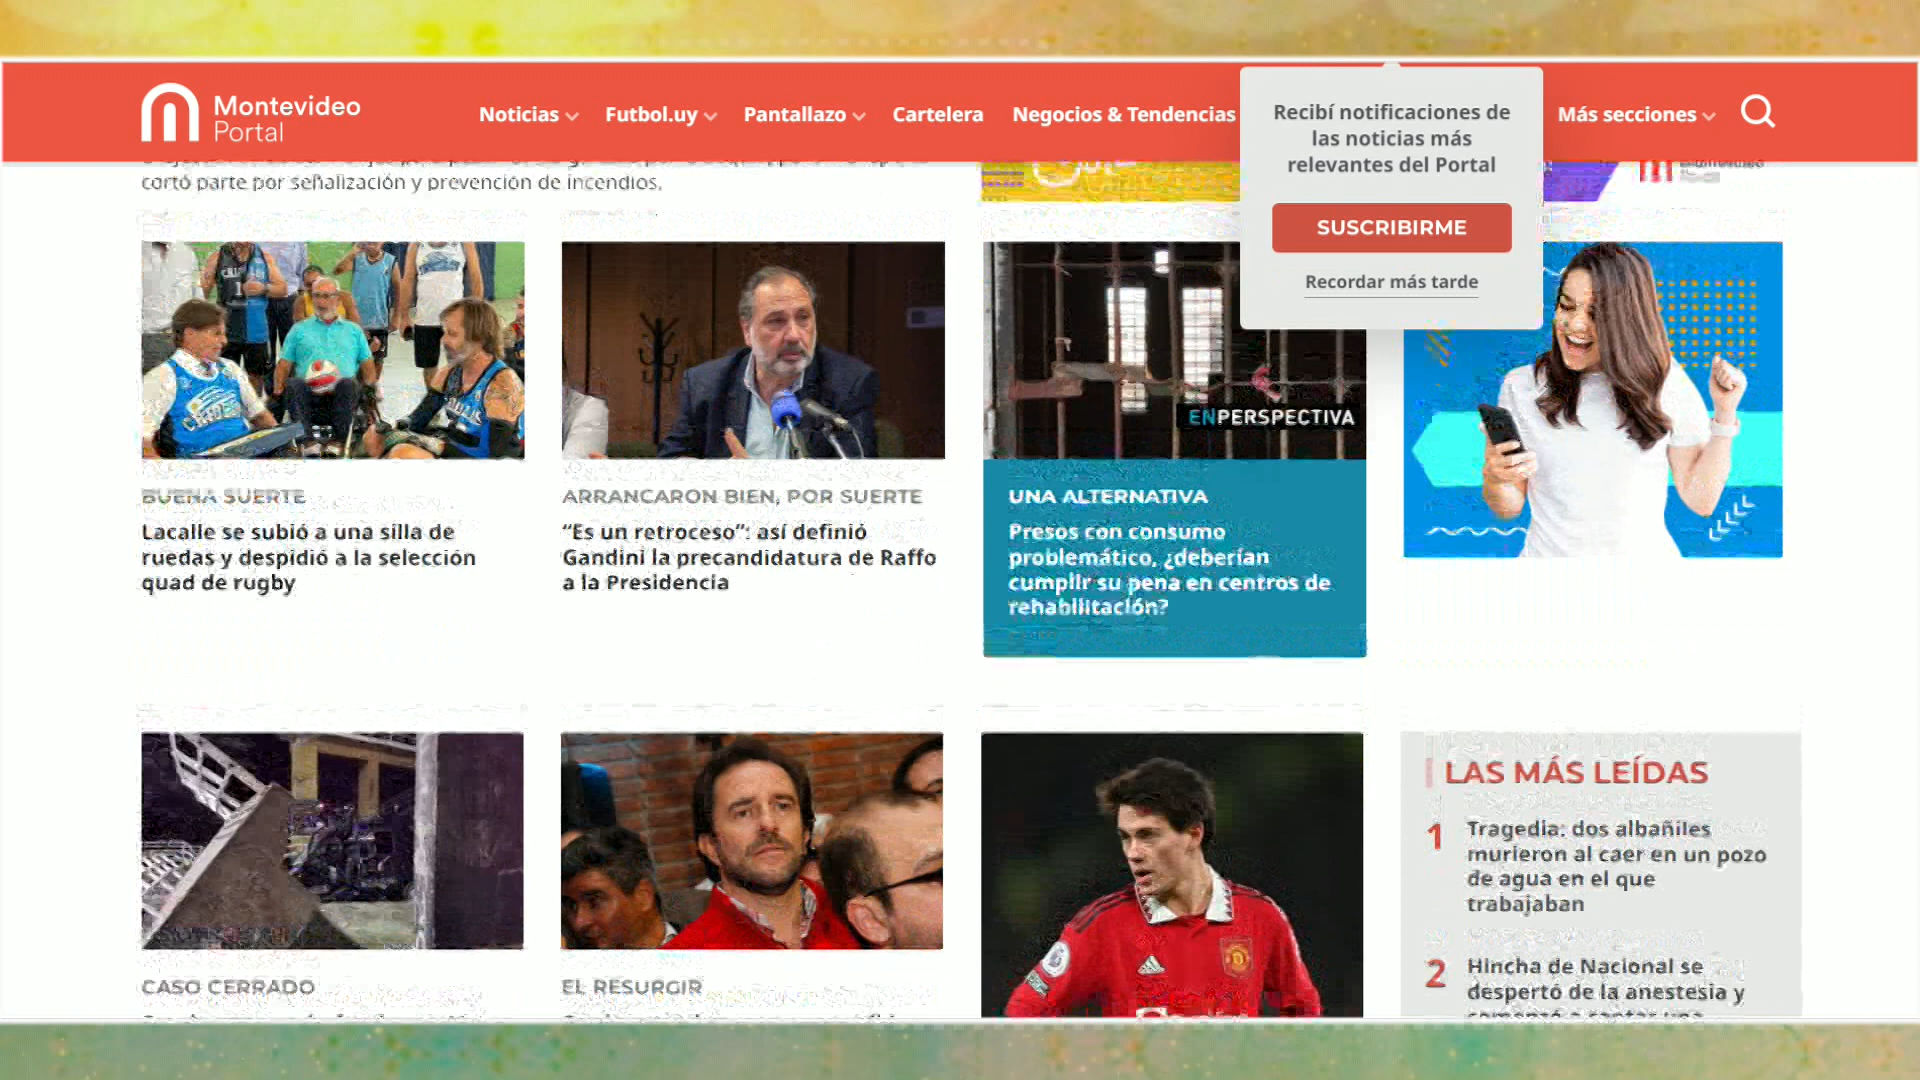 Montevideo
Portal
Noticias
Futbol.uy
Pantallazo
Cartelera
Negocios & Tendencias
Más secciones
Recibí notificaciones de
las noticias más
relevantes del Portal
SUSCRIBIRME
Recordar más tarde
cortó parte por señalización y prevención de incendios.
BUENA SUERTE
Lacalle se subió a una silla de
ruedas y despidió a la selección
quad de rugby
ARRANCARON BIEN, POR SUERTE
“Es un retroceso”: así definió
Gandini la precandidatura de Raffo
a la Presidencia
ENPERSPECTIVA
UNA ALTERNATIVA
Presos con consumo
problemático, ¿deberían
cumplir su pena en centros de
rehabilitación?
CASO CERRADO
EL RESURGIR
LAS MÁS LEÍDAS
1 Tragedia: dos albañiles
murieron al caer en un pozo
de agua en el que
trabajaban
2 Hincha de Nacional se
despertó de la anestesia y
comenzó a cantar una